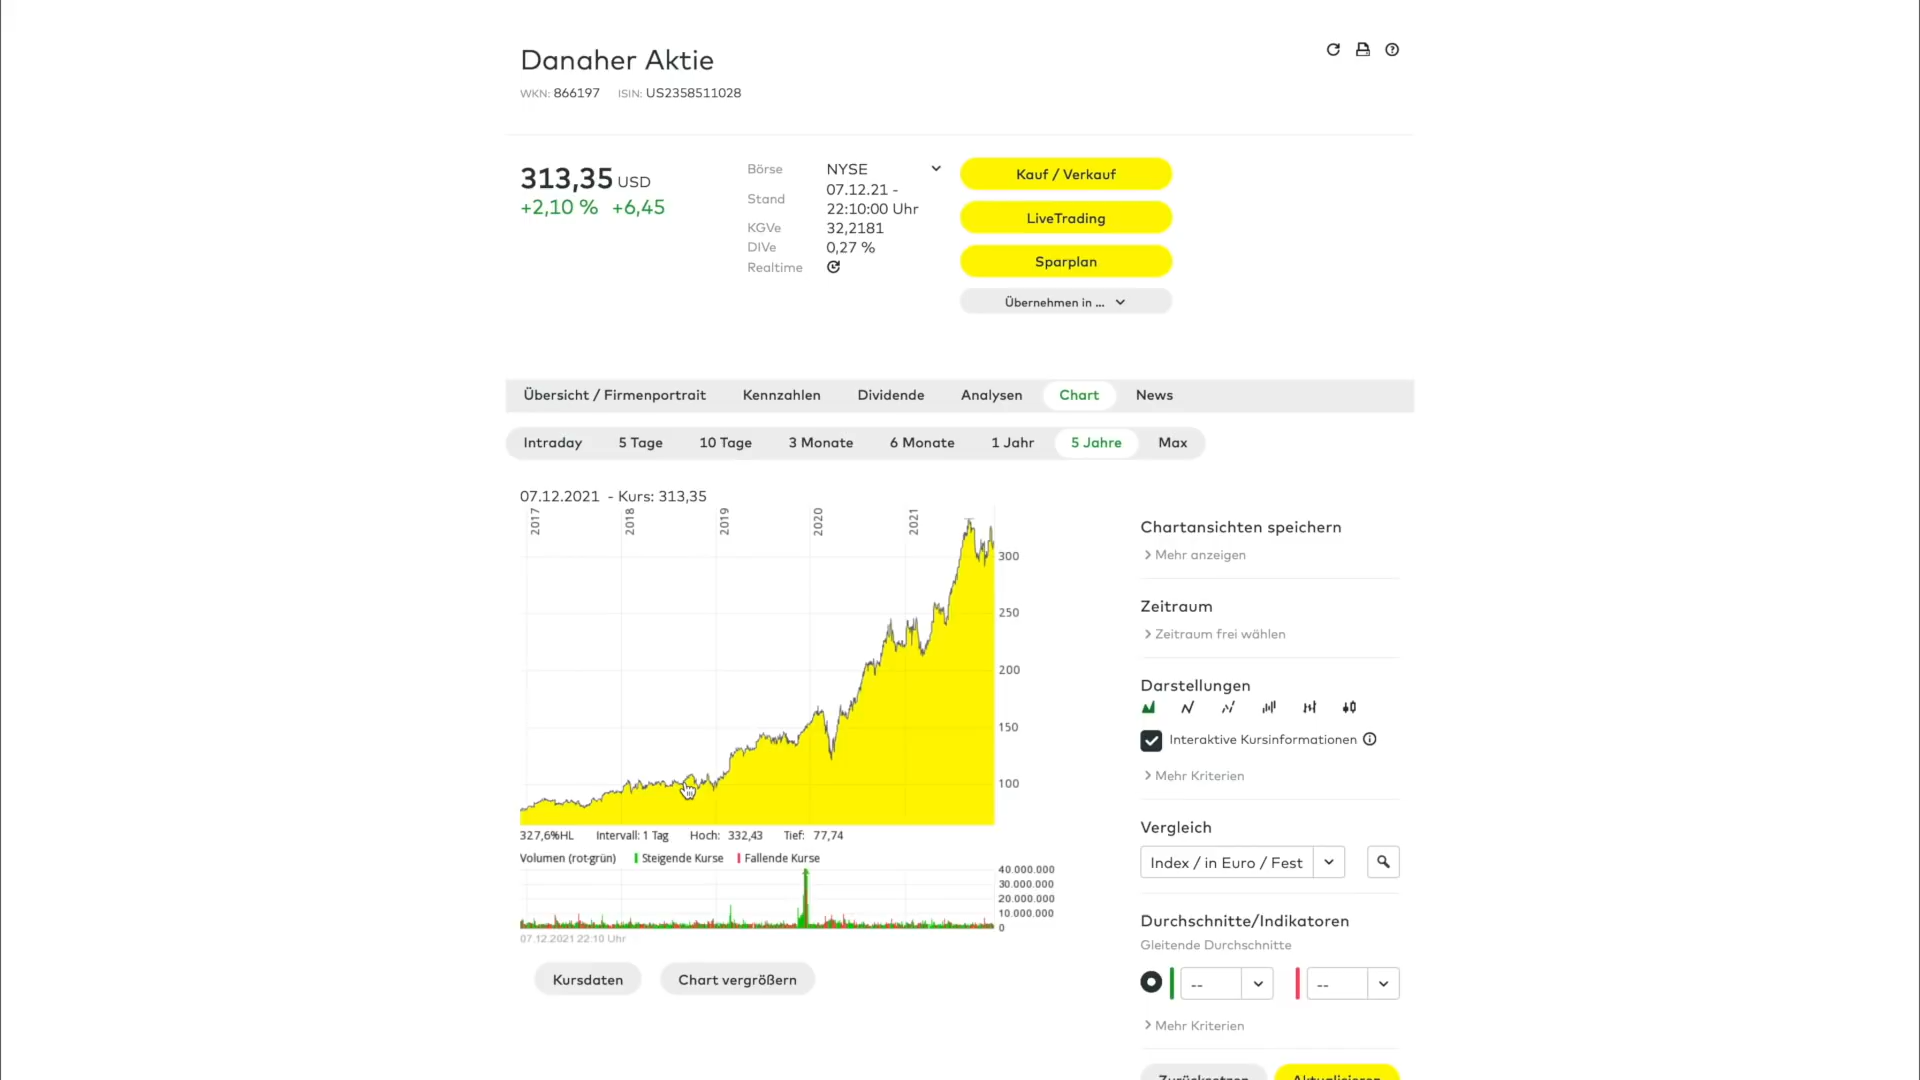 Danaher Aktie
WKN: 866197 ISIN: US2358511028
313,35 USD
+2,10 % +6,45
Börse NYSE
Stand 07.12.21 -
22:10:00 Uhr
KGVe 32,2181
DIVe 0,27 %
Realtime
Kauf / Verkauf
LiveTrading
Sparplan
Übernehmen in ...
Übersicht / Firmenportrait Kennzahlen Dividende Analysen Chart News
Intraday 5 Tage 10 Tage 3 Monate 6 Monate 1 Jahr 5 Jahre Max
07.12.2021 - Kurs: 313,35
2017 2018 2019 2020 2021
300
250
200
150
100
327,6%HL Intervall: 1 Tag Hoch: 332,43 Tief: 77,74
Volumen (rot-grün) Steigende Kurse Fallende Kurse
40.000.000
30.000.000
20.000.000
10.000.000
0
07.12.2021 22:10 Uhr
Kursdaten Chart vergrößern
Chartansichten speichern
Mehr anzeigen
Zeitraum
Zeitraum frei wählen
Darstellungen
Interaktive Kursinformationen
Mehr Kriterien
Vergleich
Index / in Euro / Fest
Durchschnitte/Indikatoren
Gleitende Durchschnitte
-- --
Mehr Kriterien
Zurücksetzen Aktualisieren